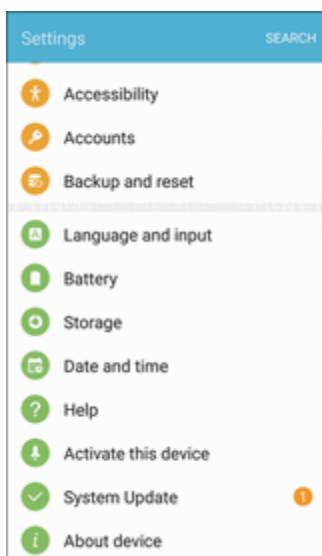 Settings SEARCH
Accessibility
Accounts
Backup and reset
Language and input
Battery
Storage
Date and time
Help
Activate this device
System Update 1
About device